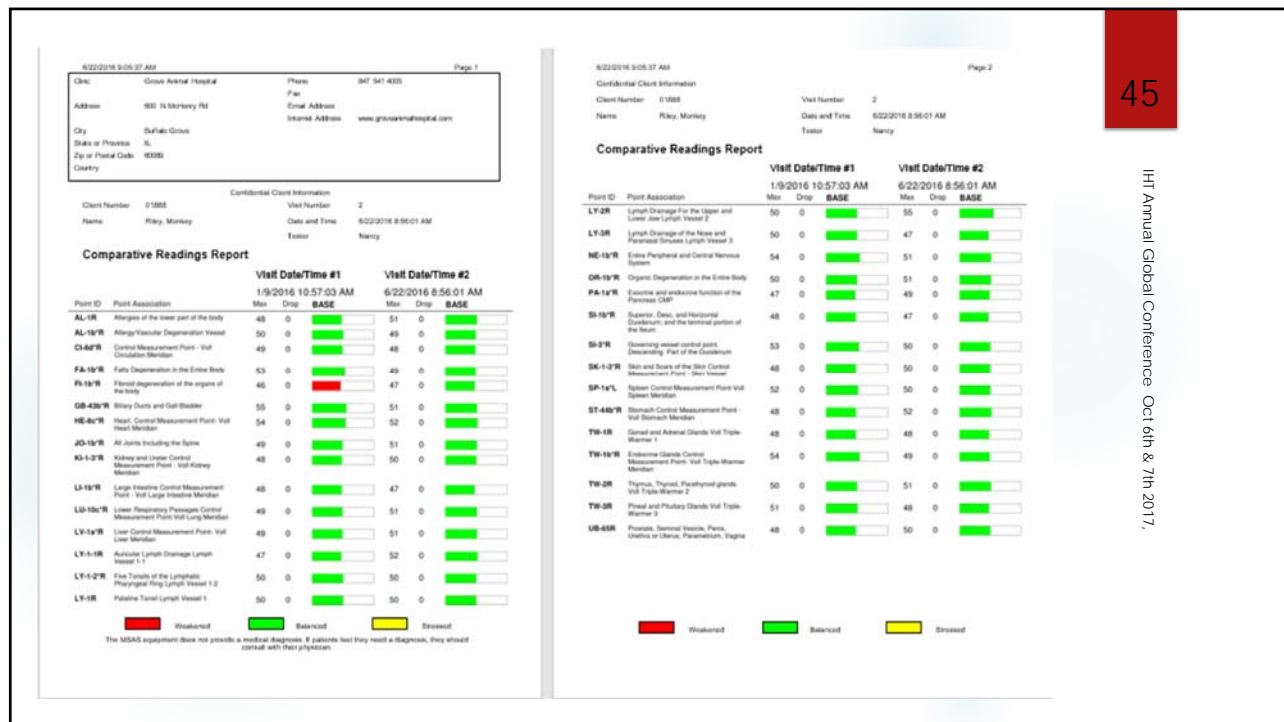 6/22/2016 9:05:37 AM Page 1
Clinic Grove Animal Hospital Phone 847 541 4005
Fax
Address 600 N McHenry Rd Email Address
Internet Address www.groveanimalhospital.com
City Buffalo Grove
State or Province IL
Zip or Postal Code 60089
Country
Confidential Client Information
Client Number 01888 Visit Number 2
Name Riley, Monkey Date and Time 6/22/2016 8:56:01 AM
Tester Nancy
Comparative Readings Report
Visit Date/Time #1 Visit Date/Time #2
1/9/2016 10:57:03 AM 6/22/2016 8:56:01 AM
Point ID Point Association Max Drop BASE Max Drop BASE
AL-1R Allergies of the lower part of the body 48 0 51 0
AL-1b*R Allergy/Vascular Degeneration Vessel 50 0 49 0
CI-8d*R Control Measurement Point - Voll 49 0 48 0
Circulation Meridian
FA-1b*R Fatty Degeneration in the Entire Body 53 0 49 0
FI-1b*R Fibroid degeneration of the organs of 46 0 47 0
the body
GB-43b*R Biliary Ducts and Gall Bladder 55 0 51 0
HE-8c*R Heart, Control Measurement Point- Voll 54 0 52 0
Heart Meridian
JO-1b*R All Joints Including the Spine 49 0 51 0
KI-1-3*R Kidney and Ureter Control 48 0 50 0
Measurement Point - Voll Kidney
Meridian
LI-1b*R Large Intestine Control Measurement 48 0 47 0
Point - Voll Large Intestine Meridian
LU-10c*R Lower Respiratory Passages Control 49 0 51 0
Measurement Point Voll Lung Meridian
LV-1a*R Liver Control Measurement Point- Voll 49 0 51 0
Liver Meridian
LY-1-1R Auricular Lymph Drainage Lymph 47 0 52 0
Vessel 1-1
LY-1-2*R Five Tonsils of the Lymphatic 50 0 50 0
Pharyngeal Ring Lymph Vessel 1-2
LY-1R Palatine Tonsil Lymph Vessel 1 50 0 50 0
Weakened Balanced Stressed
The MSAS equipment does not provide a medical diagnosis. If patients feel they need a diagnosis, they should
consult with their physician.
6/22/2016 9:05:37 AM Page 2
Confidential Client Information
Client Number 01888 Visit Number 2
Name Riley, Monkey Date and Time 6/22/2016 8:56:01 AM
Tester Nancy
Comparative Readings Report
Visit Date/Time #1 Visit Date/Time #2
1/9/2016 10:57:03 AM 6/22/2016 8:56:01 AM
Point ID Point Association Max Drop BASE Max Drop BASE
LY-2R Lymph Drainage For the Upper and 50 0 55 0
Lower Jaw Lymph Vessel 2
LY-3R Lymph Drainage of the Nose and 50 0 47 0
Paranasal Sinuses Lymph Vessel 3
NE-1b*R Entire Peripheral and Central Nervous 54 0 51 0
System
OR-1b*R Organic Degeneration in the Entire Body 50 0 51 0
PA-1a*R Exocrine and endocrine function of the 47 0 49 0
Pancreas CMP
SI-1b*R Superior, Desc, and Horizontal 48 0 47 0
Duodenum; and the terminal portion of
the Ileum
SI-3*R Governing vessel control point. 53 0 50 0
Descending Part of the Duodenum
SK-1-3*R Skin and Scars of the Skin Control 48 0 50 0
Measurement Point - Skin Vessel
SP-1a*L Spleen Control Measurement Point-Voll 52 0 50 0
Spleen Meridian
ST-44b*R Stomach Control Measurement Point - 48 0 52 0
Voll Stomach Meridian
TW-1R Gonad and Adrenal Glands Voll Triple- 48 0 48 0
Warmer 1
TW-1b*R Endocrine Glands Control 54 0 49 0
Measurement Point- Voll Triple-Warmer
Meridian
TW-2R Thymus, Thyroid, Parathyroid glands 50 0 51 0
Voll Triple-Warmer 2
TW-3R Pineal and Pituitary Glands Voll Triple- 51 0 48 0
Warmer 3
UB-65R Prostate, Seminal Vesicle, Penis, 48 0 50 0
Urethra or Uterus, Parametrium, Vagina
Weakened Balanced Stressed
45
IHT Annual Global Conference Oct 6th & 7th 2017,